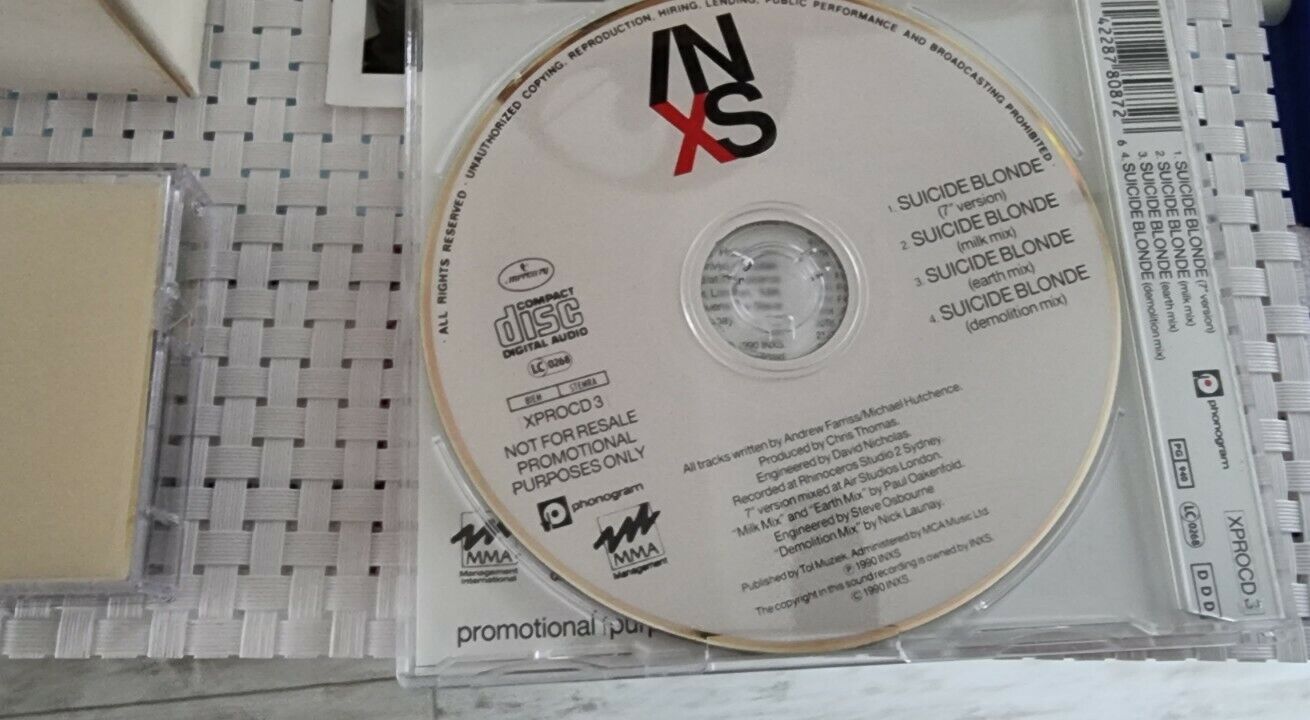 · ALL RIGHTS RESERVED · UNAUTHORIZED COPYING, REPRODUCTION, HIRING, LENDING, PUBLIC PERFORMANCE AND BROADCASTING PROHIBITED
INXS
1. SUICIDE BLONDE
(7" version)
2. SUICIDE BLONDE
(milk mix)
3. SUICIDE BLONDE
(earth mix)
4. SUICIDE BLONDE
(demolition mix)
mercury
COMPACT
disc
DIGITAL AUDIO
LC 0268
BIEM STEMRA
XPROCD 3
NOT FOR RESALE
PROMOTIONAL
PURPOSES ONLY
phonogram
MMA
Management
All tracks written by Andrew Farriss/Michael Hutchence.
Produced by Chris Thomas.
Engineered by David Nicholas.
Recorded at Rhinoceros Studio 2 Sydney.
7" version mixed at Air Studios London.
"Milk Mix" and "Earth Mix" by Paul Oakenfold.
Engineered by Steve Osbourne
"Demolition Mix" by Nick Launay.
Published by Tol Muziek. Administered by MCA Music Ltd
℗ 1990 INXS
The copyright in this sound recording is owned by INXS.
© 1990 INXS.
MMA
Management
International
promotional
42287 80872 6
1. SUICIDE BLONDE (7" version)
2. SUICIDE BLONDE (milk mix)
3. SUICIDE BLONDE (earth mix)
4. SUICIDE BLONDE (demolition mix)
phonogram
PG 040
LC 0268
XPROCD 3
D D D